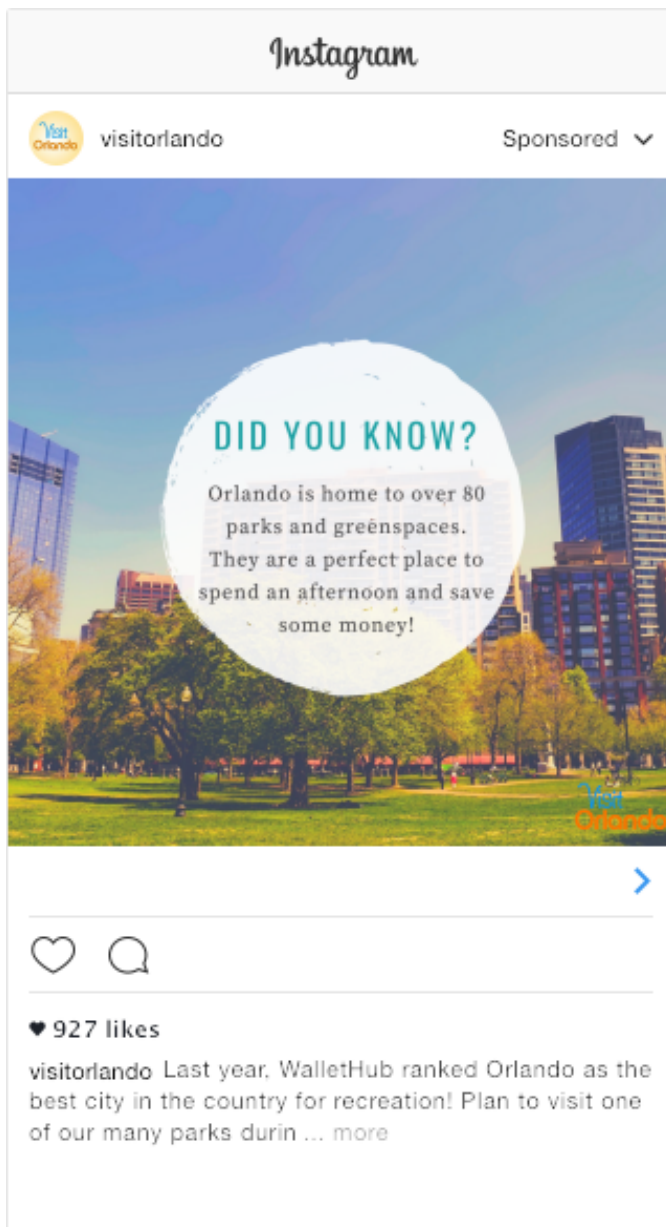 Instagram
Visit
Orlando
visitorlando
Sponsored
DID YOU KNOW?
Orlando is home to over 80
parks and greenspaces.
They are a perfect place to
spend an afternoon and save
some money!
Visit
Orlando
927 likes
visitorlando Last year, WalletHub ranked Orlando as the
best city in the country for recreation! Plan to visit one
of our many parks durin ... more